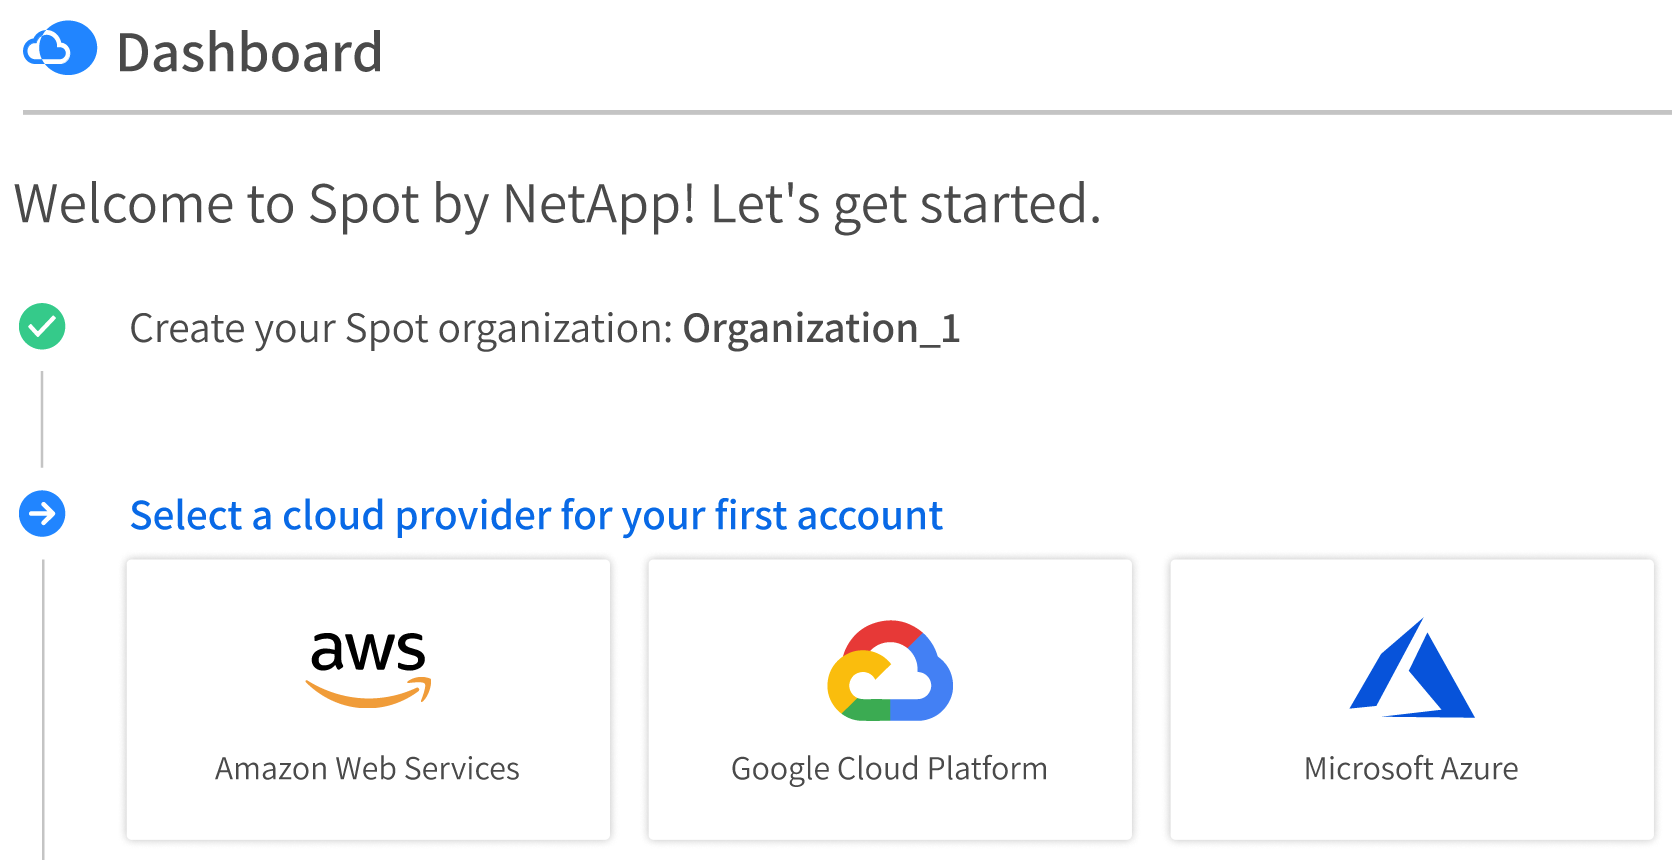 Dashboard
Welcome to Spot by NetApp! Let's get started.
Create your Spot organization: Organization_1
Select a cloud provider for your first account
aws
Amazon Web Services
Google Cloud Platform
Microsoft Azure